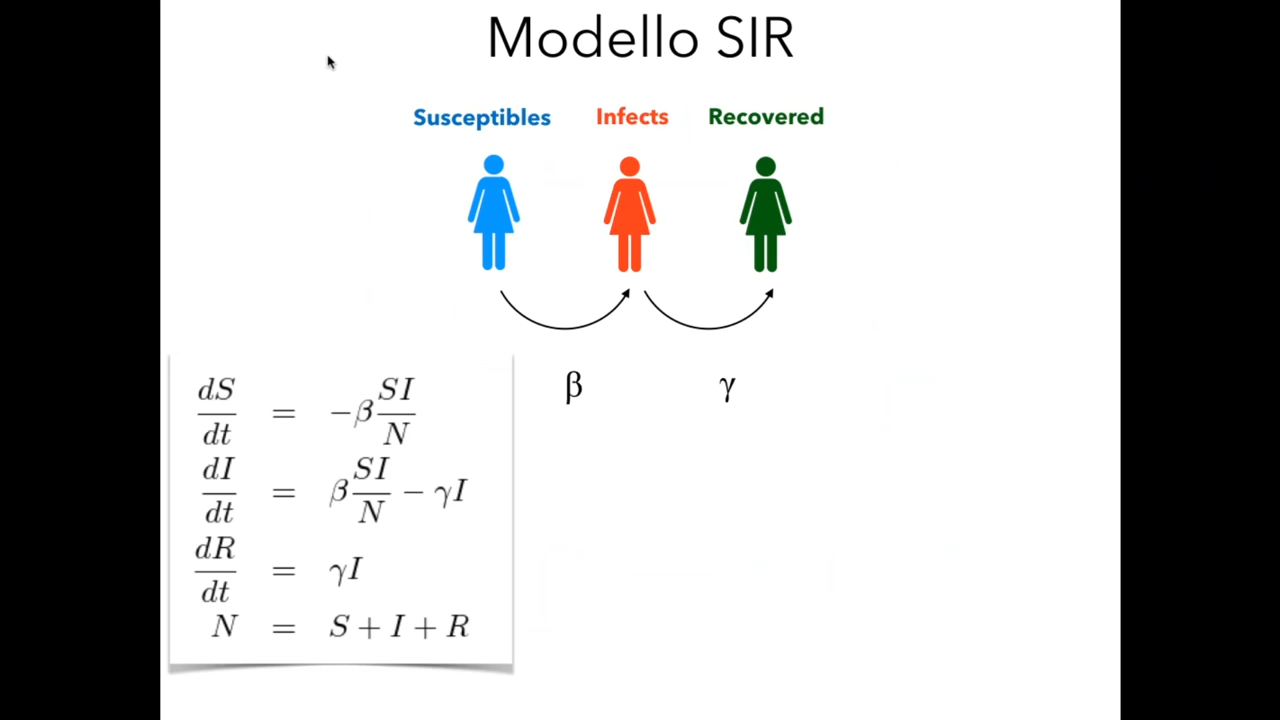 Modello SIR
Susceptibles Infects Recovered
β γ
dS/dt = −β SI/N
dI/dt = β SI/N − γI
dR/dt = γI
N = S + I + R